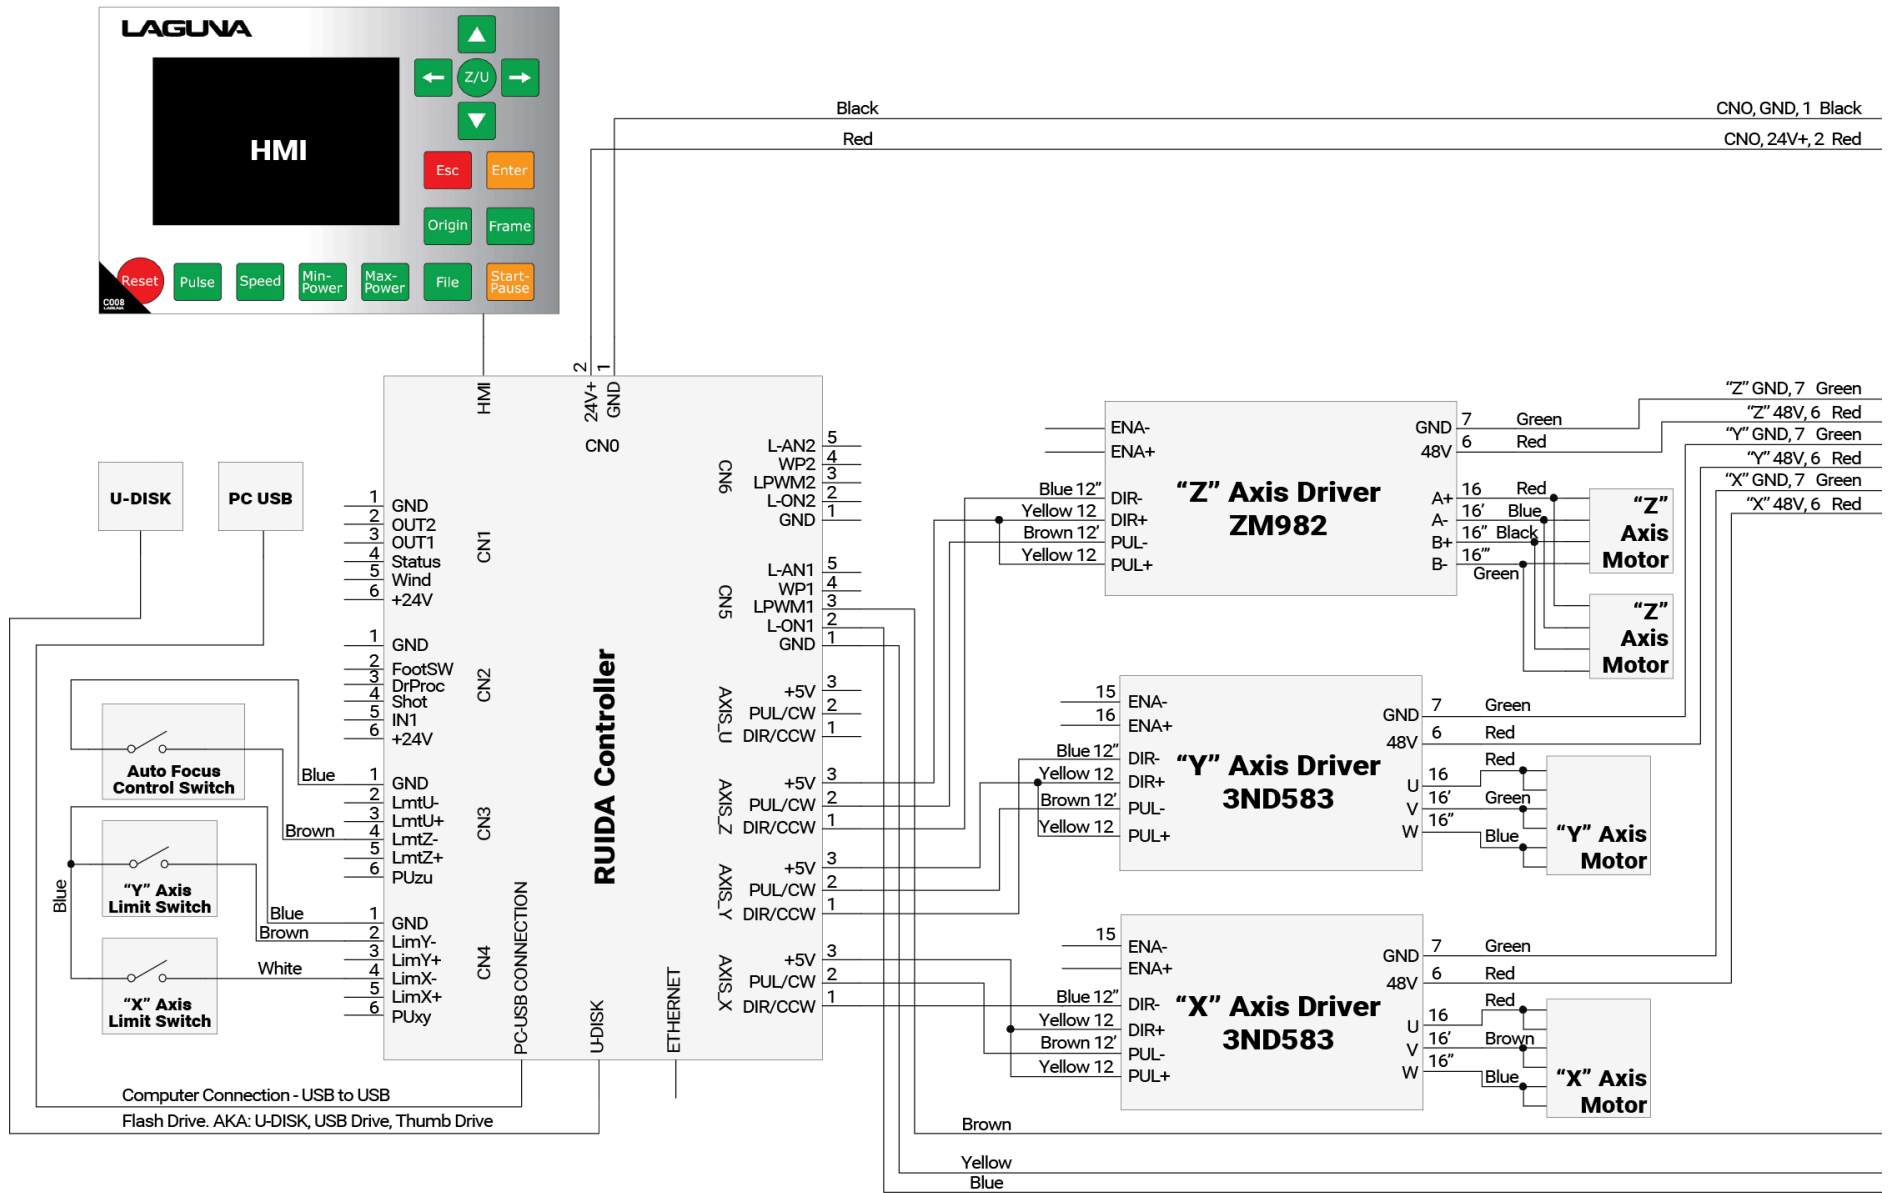 LAGUNA
HMI
Z/U
Esc
Enter
Origin
Frame
Reset
Pulse
Speed
Min-
Power
Max-
Power
File
Start-
Pause
C008
LAGUNA
Black
CNO, GND, 1 Black
Red
CNO, 24V+, 2 Red
2
1
HMI
24V+
GND
CN0
U-DISK
PC USB
1
GND
2
OUT2
3
OUT1
4
Status
5
Wind
6
+24V
CN1
1
GND
2
FootSW
3
DrProc
4
Shot
5
IN1
6
+24V
CN2
Auto Focus
Control Switch
Blue
Brown
1
GND
2
LmtU-
3
LmtU+
4
LmtZ-
5
LmtZ+
6
PUzu
CN3
"Y" Axis
Limit Switch
Blue
Blue
Brown
White
"X" Axis
Limit Switch
1
GND
2
LimY-
3
LimY+
4
LimX-
5
LimX+
6
PUxy
CN4
RUIDA Controller
PC-USB CONNECTION
U-DISK
ETHERNET
Computer Connection - USB to USB
Flash Drive. AKA: U-DISK, USB Drive, Thumb Drive
CN6
L-AN2 5
WP2 4
LPWM2 3
L-ON2 2
GND 1
CN5
L-AN1 5
WP1 4
LPWM1 3
L-ON1 2
GND 1
AXIS_U
+5V 3
PUL/CW 2
DIR/CCW 1
AXIS_Z
+5V 3
PUL/CW 2
DIR/CCW 1
AXIS_Y
+5V 3
PUL/CW 2
DIR/CCW 1
AXIS_X
+5V 3
PUL/CW 2
DIR/CCW 1
ENA-
ENA+
Blue 12" DIR-
Yellow 12 DIR+
Brown 12' PUL-
Yellow 12 PUL+
"Z" Axis Driver
ZM982
GND 7 Green
48V 6 Red
A+ 16 Red
A- 16' Blue
B+ 16" Black
B- 16"' Green
"Z"
Axis
Motor
"Z"
Axis
Motor
"Z" GND, 7 Green
"Z" 48V, 6 Red
"Y" GND, 7 Green
"Y" 48V, 6 Red
"X" GND, 7 Green
"X" 48V, 6 Red
15 ENA-
16 ENA+
Blue 12" DIR-
Yellow 12 DIR+
Brown 12' PUL-
Yellow 12 PUL+
"Y" Axis Driver
3ND583
GND 7 Green
48V 6 Red
U 16 Red
V 16' Green
W 16" Blue
"Y" Axis
Motor
15 ENA-
ENA+
Blue 12" DIR-
Yellow 12 DIR+
Brown 12' PUL-
Yellow 12 PUL+
"X" Axis Driver
3ND583
GND 7 Green
48V 6 Red
U 16 Red
V 16' Brown
W 16" Blue
"X" Axis
Motor
Brown
Yellow
Blue